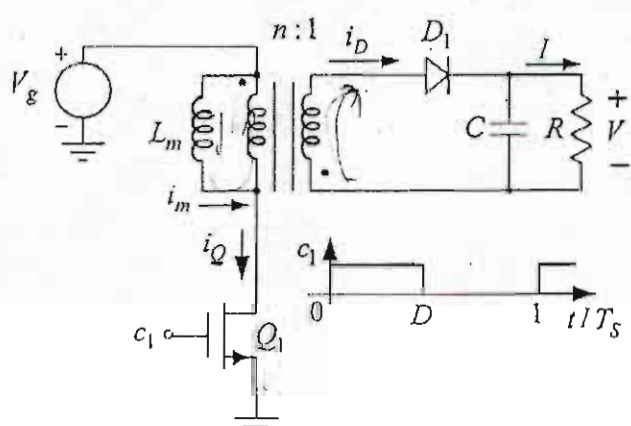 n : 1
i_D
D_1
I
+
V_g
-
L_m
C
R
+
V
-
i_m
i_Q
c_1
0
D
1
t / T_S
c_1
Q_1